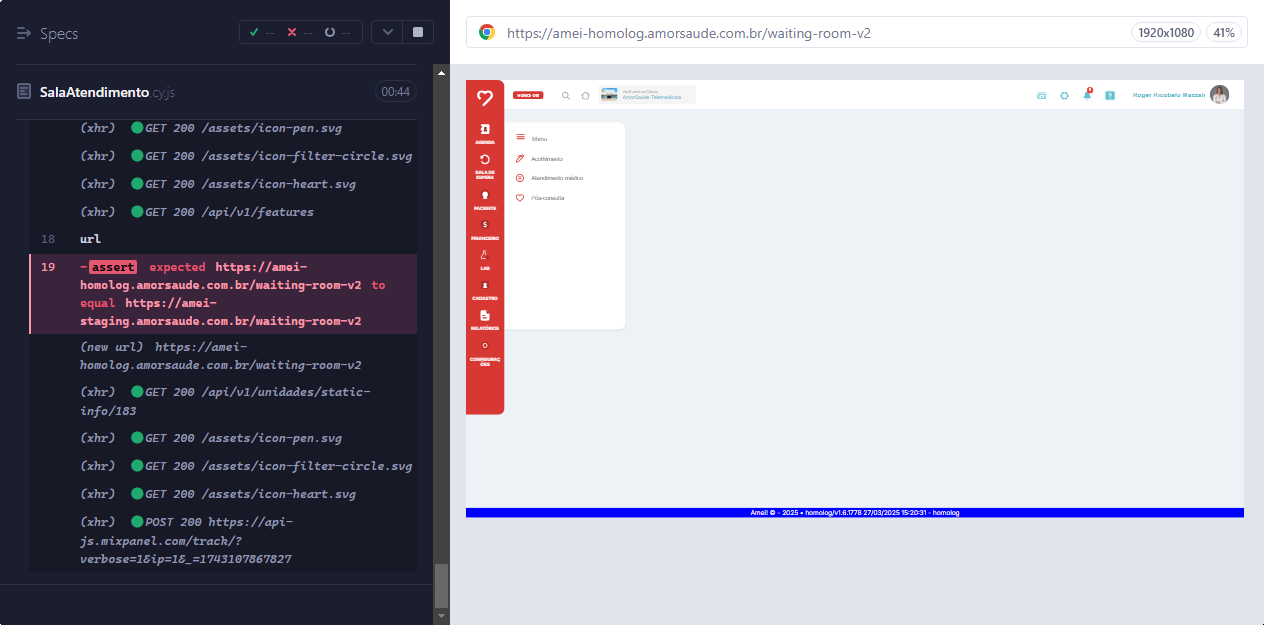 Specs
-- -- --
SalaAtendimento.cy.js
00:44
(xhr) GET 200 /assets/icon-pen.svg
(xhr) GET 200 /assets/icon-filter-circle.svg
(xhr) GET 200 /assets/icon-heart.svg
(xhr) GET 200 /api/v1/features
18 url
19 -assert expected https://amei-
homolog.amorsaude.com.br/waiting-room-v2 to
equal https://amei-
staging.amorsaude.com.br/waiting-room-v2
(new url) https://amei-
homolog.amorsaude.com.br/waiting-room-v2
(xhr) GET 200 /api/v1/unidades/static-
info/183
(xhr) GET 200 /assets/icon-pen.svg
(xhr) GET 200 /assets/icon-filter-circle.svg
(xhr) GET 200 /assets/icon-heart.svg
(xhr) POST 200 https://api-
js.mixpanel.com/track/?
verbose=1&ip=1&_=1743107867827
https://amei-homolog.amorsaude.com.br/waiting-room-v2
1920x1080
41%
AmorSaúde Telemedicina
Roger Ricobelo Mazzali
AGENDA
SALA DE
ESPERA
PACIENTE
FINANCEIRO
LAB
CADASTRO
RELATÓRIOS
CONFIGURAÇ
ÕES
Menu
Acolhimento
Atendimento médico
Pós-consulta
Amei! © - 2025 • homolog/v1.6.1778 27/03/2025 15:20:31 - homolog